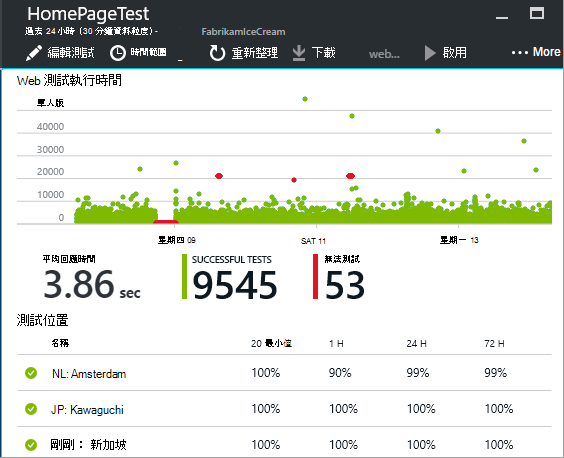 HomePageTest
過去 24 小時 (30 分鐘資料粒度) -
FabrikamIceCream
編輯測試 時間範圍 重新整理 下載 web... 啟用 ... More
Web 測試執行時間
單人版
40000
30000
20000
10000
0
星期四 09 SAT 11 星期一 13
平均回應時間 SUCCESSFUL TESTS 無法測試
3.86 sec 9545 53
測試位置
名稱 20 最小值 1 H 24 H 72 H
NL: Amsterdam 100% 90% 99% 99%
JP: Kawaguchi 100% 100% 100% 100%
剛剛： 新加坡 100% 100% 100% 100%